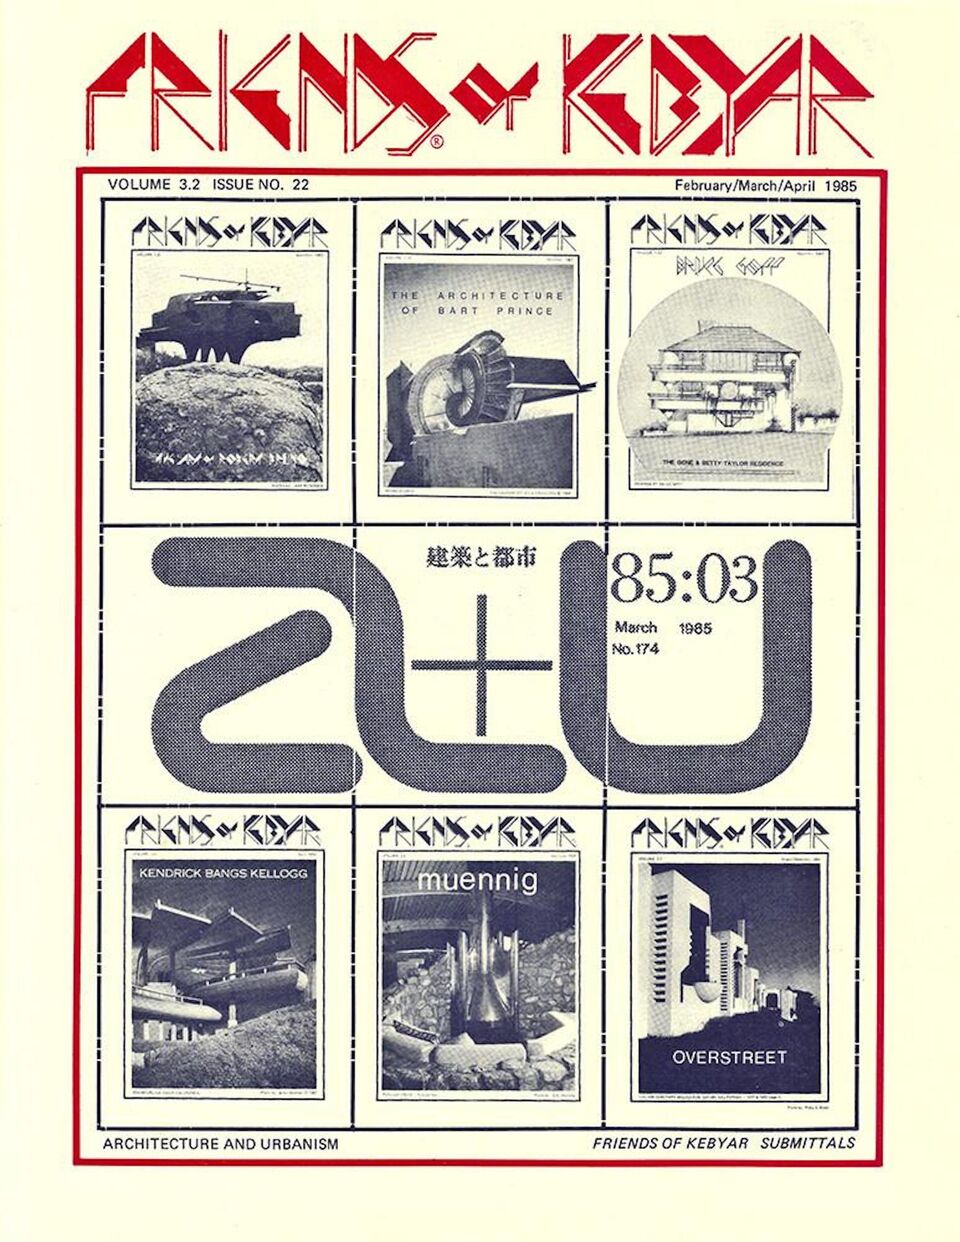 FRIENDS OF KEBYAR®
VOLUME 3.2 ISSUE NO. 22
February/March/April 1985
FRIENDS OF KEBYAR
FRIENDS OF KEBYAR
THE ARCHITECTURE
OF BART PRINCE
FRIENDS OF KEBYAR
BRUCE GOFF
THE GENE & BETTY TAYLOR RESIDENCE
a+u
建築と都市
85:03
March 1985
No.174
FRIENDS OF KEBYAR
KENDRICK BANGS KELLOGG
FRIENDS OF KEBYAR
muennig
FRIENDS OF KEBYAR
OVERSTREET
ARCHITECTURE AND URBANISM
FRIENDS OF KEBYAR SUBMITTALS